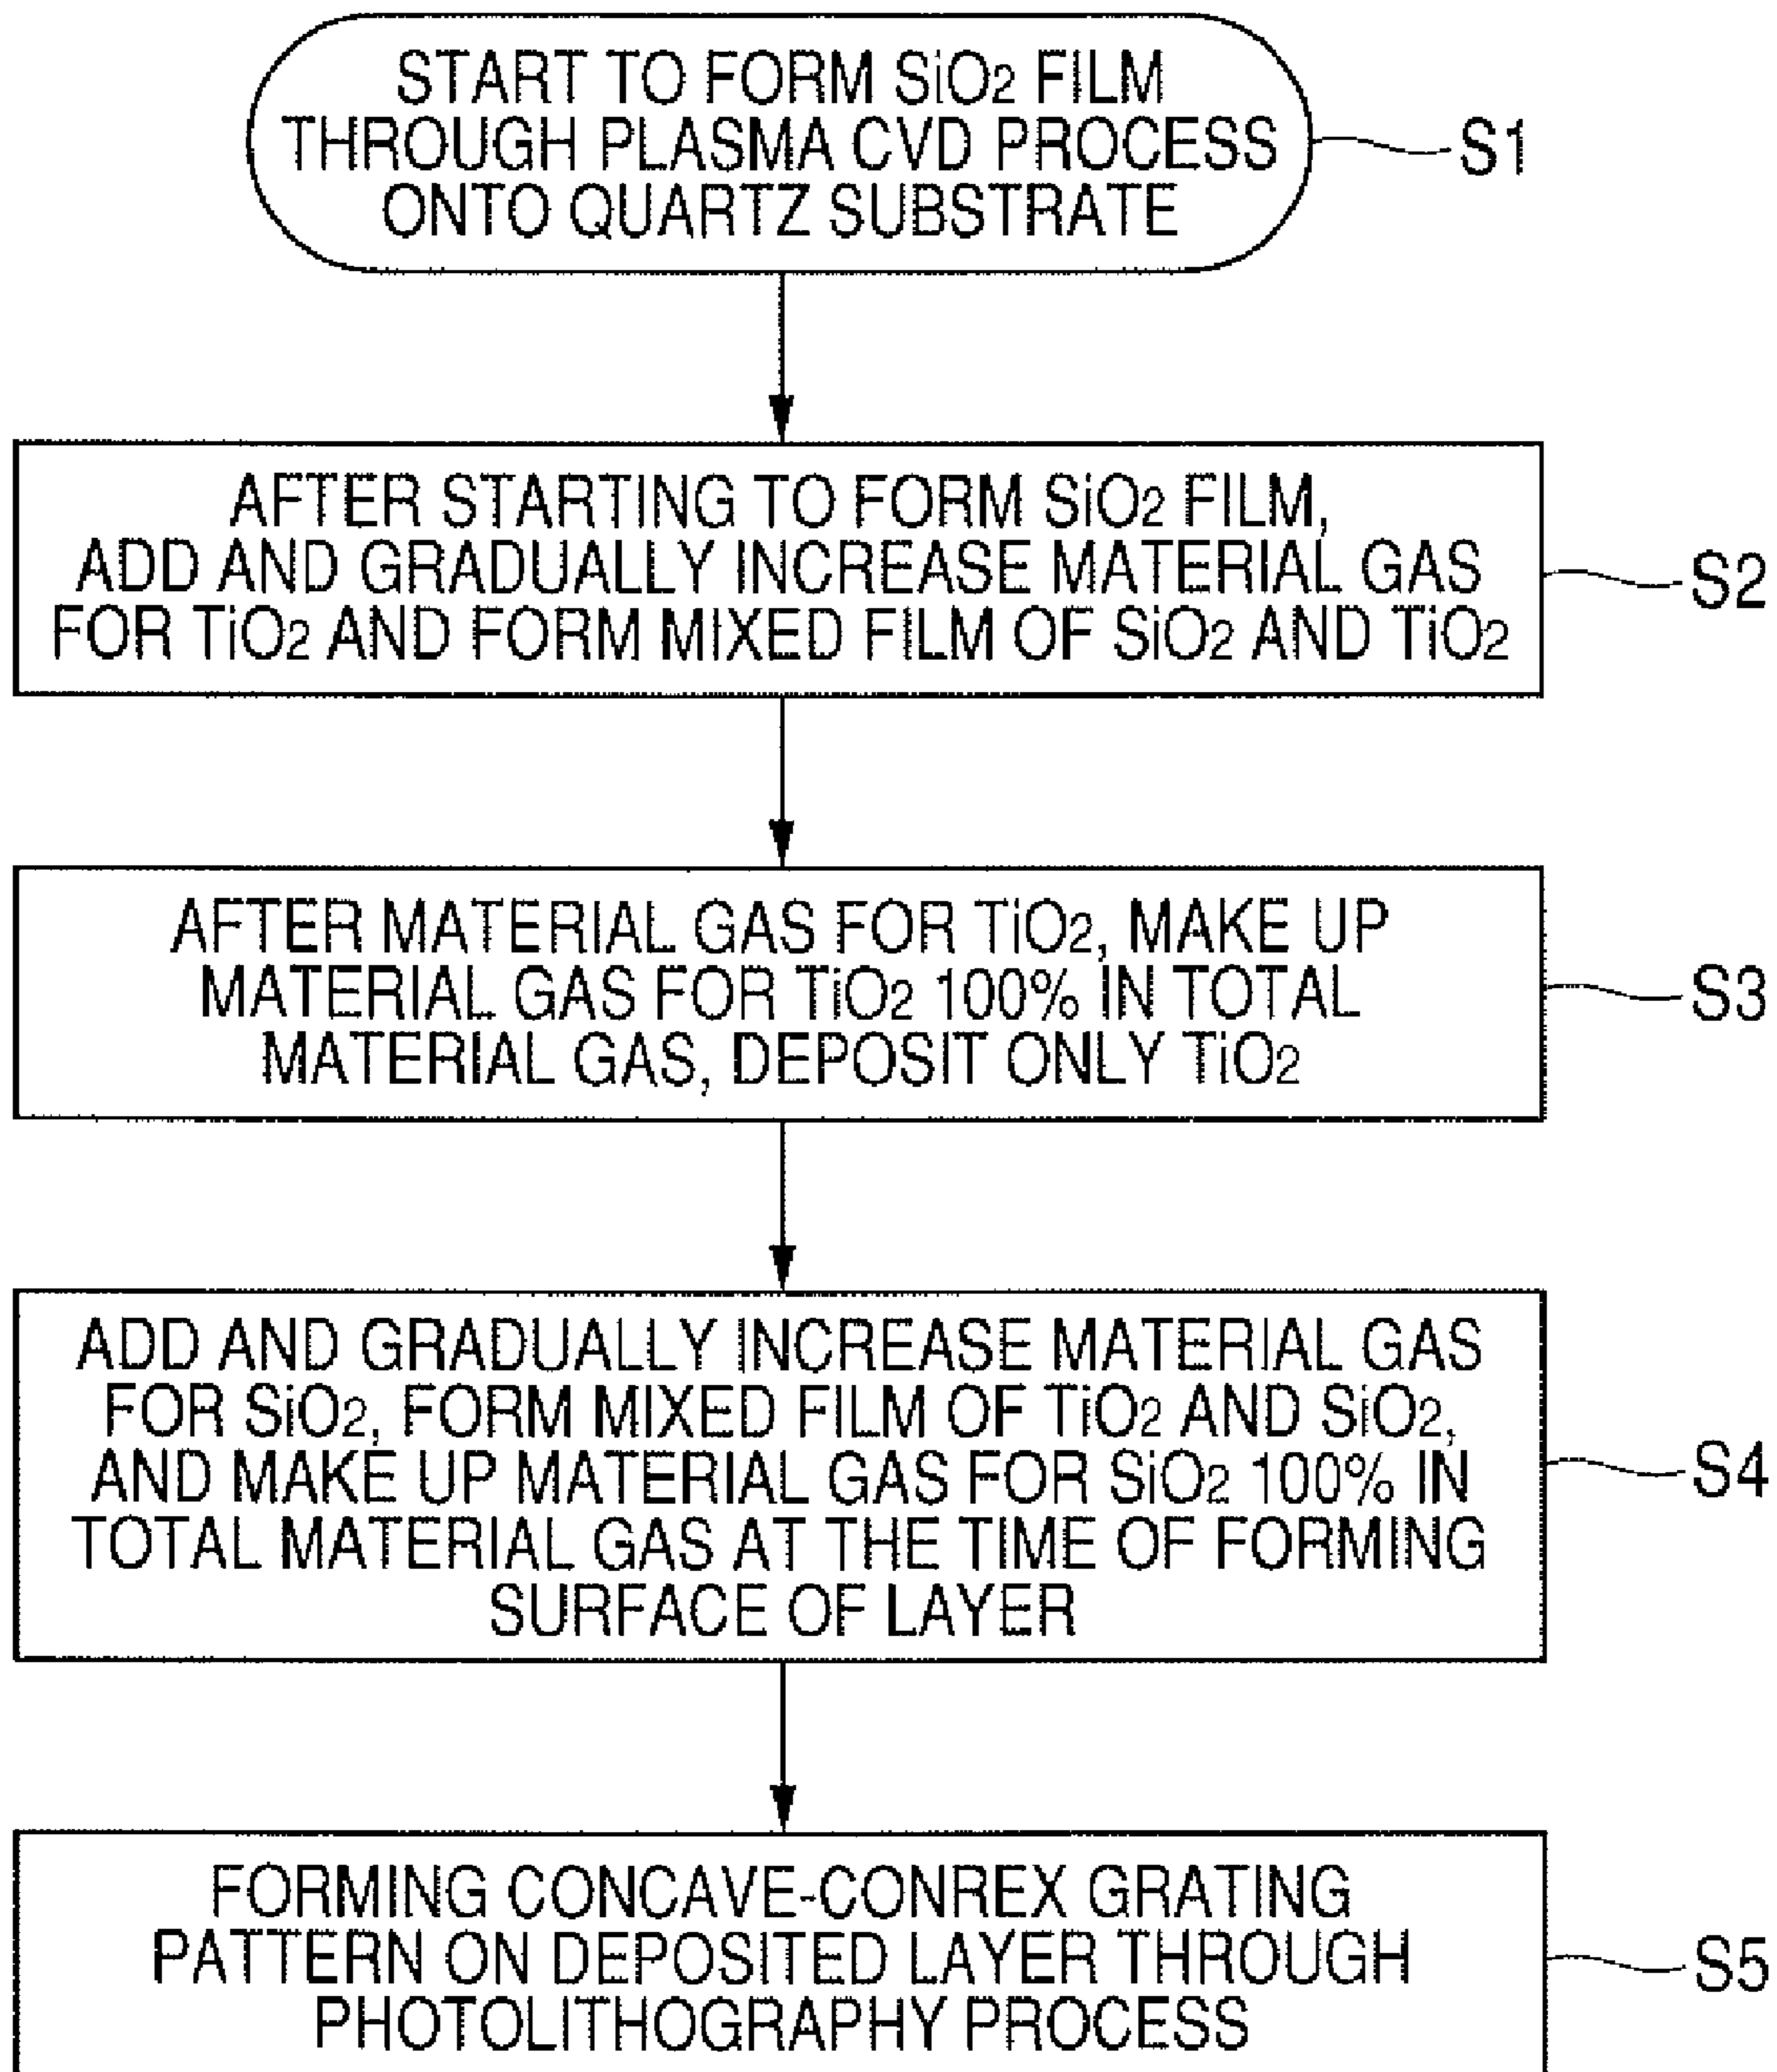 START TO FORM SiO2 FILM
THROUGH PLASMA CVD PROCESS
ONTO QUARTZ SUBSTRATE
S1
AFTER STARTING TO FORM SiO2 FILM,
ADD AND GRADUALLY INCREASE MATERIAL GAS
FOR TiO2 AND FORM MIXED FILM OF SiO2 AND TiO2
S2
AFTER MATERIAL GAS FOR TiO2, MAKE UP
MATERIAL GAS FOR TiO2 100% IN TOTAL
MATERIAL GAS, DEPOSIT ONLY TiO2
S3
ADD AND GRADUALLY INCREASE MATERIAL GAS
FOR SiO2, FORM MIXED FILM OF TiO2 AND SiO2,
AND MAKE UP MATERIAL GAS FOR SiO2 100% IN
TOTAL MATERIAL GAS AT THE TIME OF FORMING
SURFACE OF LAYER
S4
FORMING CONCAVE-CONREX GRATING
PATTERN ON DEPOSITED LAYER THROUGH
PHOTOLITHOGRAPHY PROCESS
S5